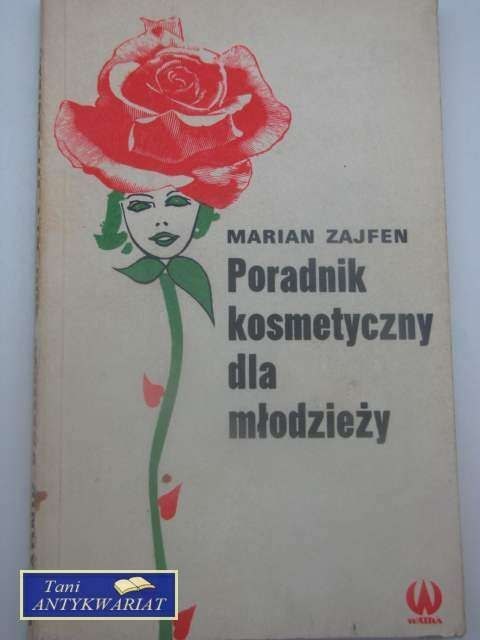 MARIAN ZAJFEN
Poradnik
kosmetyczny
dla
młodzieży
WATRA
Tani
ANTYKWARIAT